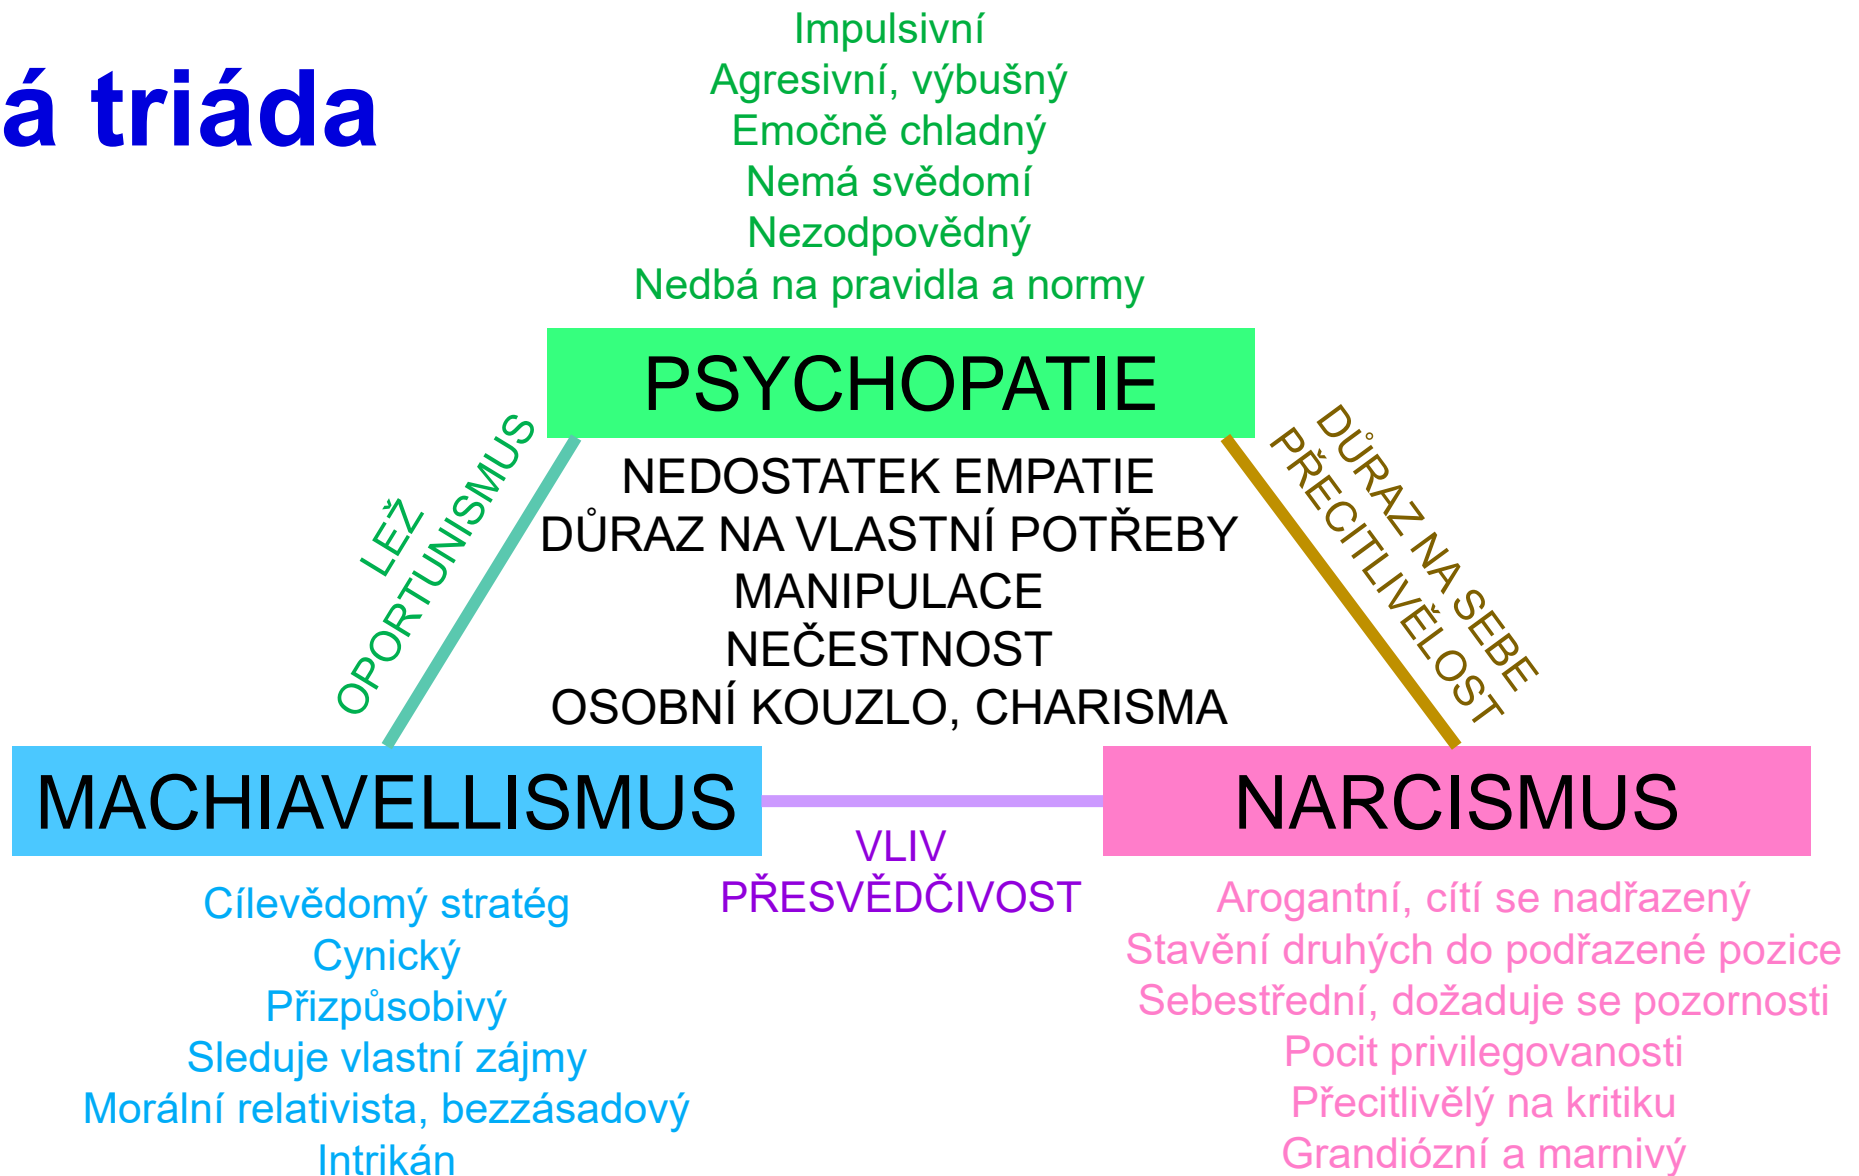 á triáda
Impulsivní
Agresivní, výbušný
Emočně chladný
Nemá svědomí
Nezodpovědný
Nedbá na pravidla a normy
PSYCHOPATIE
LEŽ
OPORTUNISMUS
NEDOSTATEK EMPATIE
DŮRAZ NA VLASTNÍ POTŘEBY
MANIPULACE
NEČESTNOST
OSOBNÍ KOUZLO, CHARISMA
DŮRAZ NA SEBE
PŘECITLIVĚLOST
MACHIAVELLISMUS
VLIV
PŘESVĚDČIVOST
NARCISMUS
Cílevědomý stratég
Cynický
Přizpůsobivý
Sleduje vlastní zájmy
Morální relativista, bezzásadový
Intrikán
Arogantní, cítí se nadřazený
Stavění druhých do podřazené pozice
Sebestřední, dožaduje se pozornosti
Pocit privilegovanosti
Přecitlivělý na kritiku
Grandiózní a marnivý